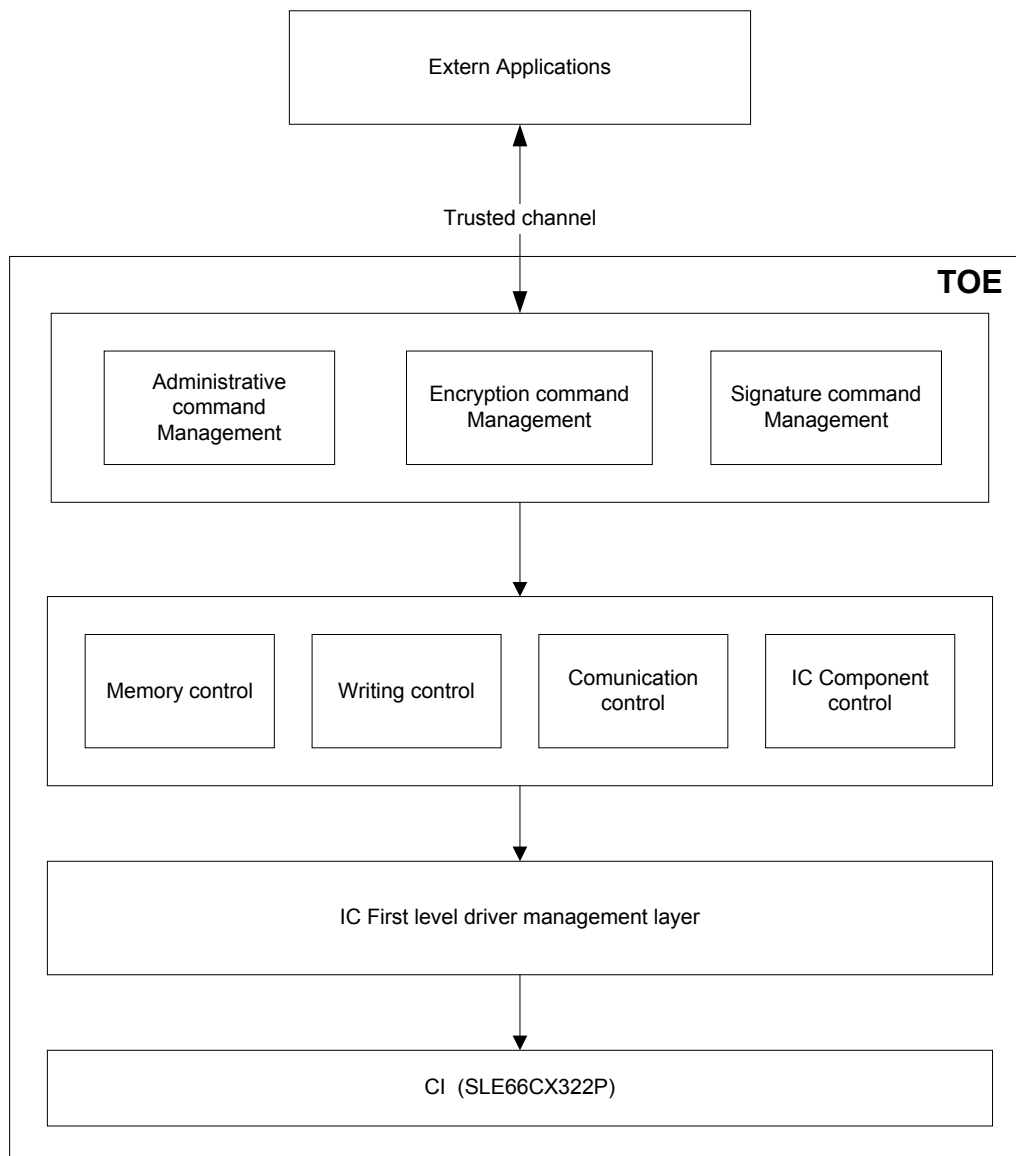 Extern Applications
Trusted channel
TOE
Administrative
command
Management
Encryption command
Management
Signature command
Management
Memory control
Writing control
Comunication
control
IC Component
control
IC First level driver management layer
CI (SLE66CX322P)